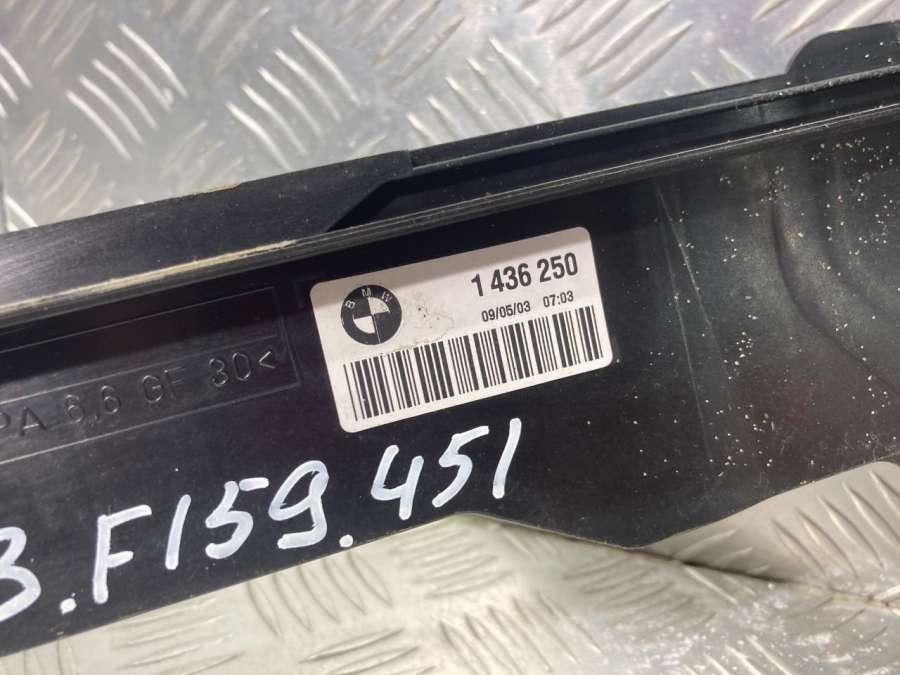 BMW
1 436 250
09/05/03 07:03
PA 6,6 GF 30<
3.F159.451